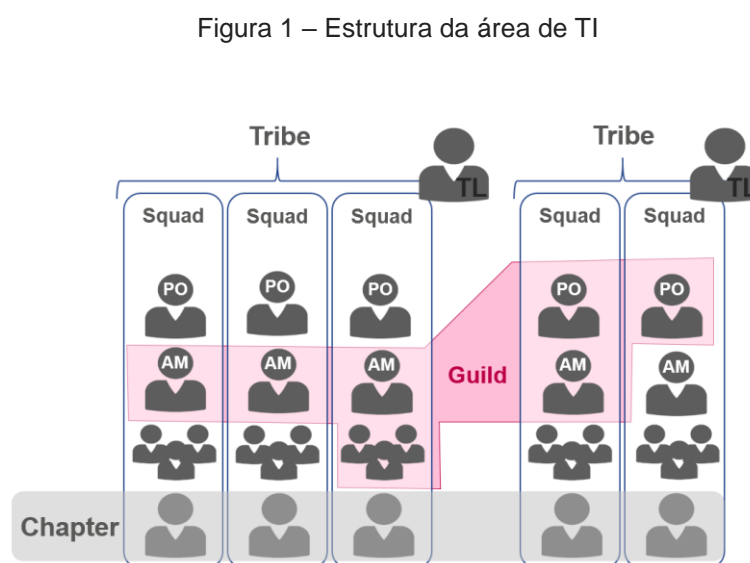 Figura 1 – Estrutura da área de TI
Tribe Tribe
TL TL
Squad Squad Squad Squad Squad
PO PO PO PO PO
AM AM AM AM AM
Guild
Chapter